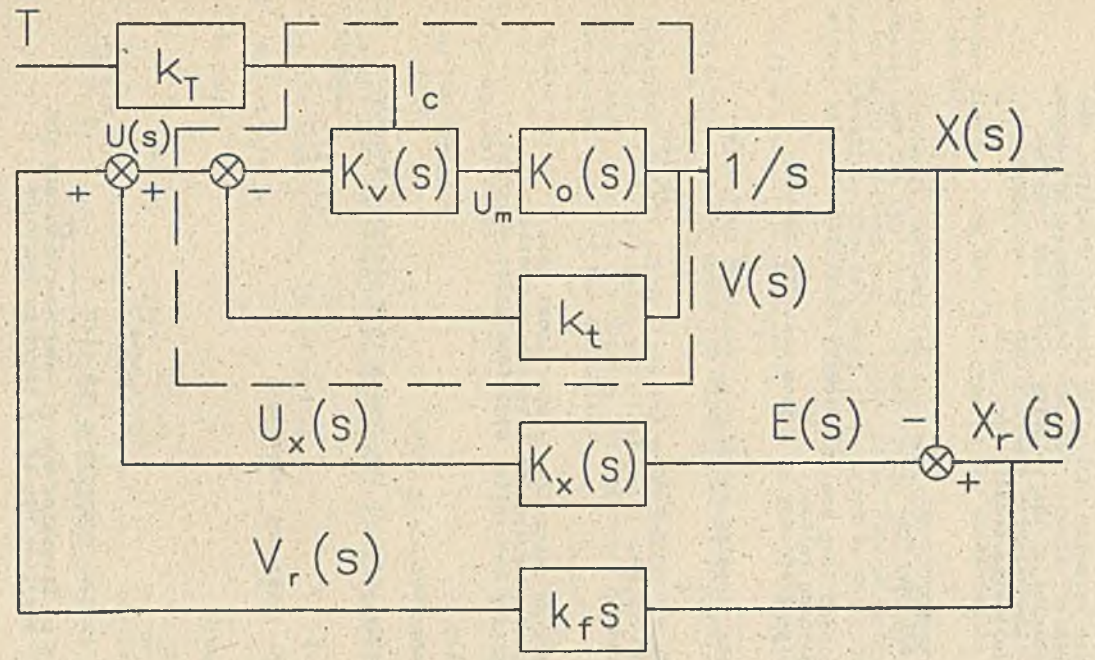 T
k_T
I_c
U(s)
+
+
-
K_v(s)
U_m
K_o(s)
1/s
X(s)
k_t
V(s)
U_x(s)
K_x(s)
E(s)
-
X_r(s)
+
V_r(s)
k_f s